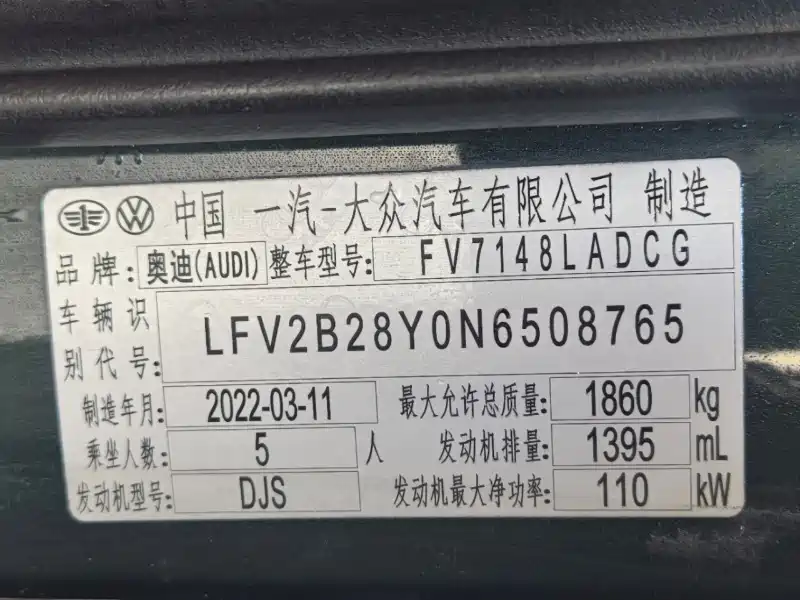 中国 一汽-大众汽车有限公司 制造
品牌: 奥迪(AUDI) 整车型号: FV7148LADCG
车辆识别代号: LFV2B28Y0N6508765
制造年月: 2022-03-11 最大允许总质量: 1860 kg
乘坐人数: 5 人 发动机排量: 1395 mL
发动机型号: DJS 发动机最大净功率: 110 kW